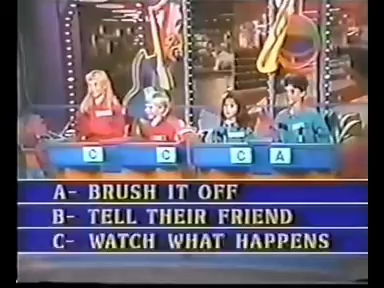 C C C A
A- BRUSH IT OFF
B- TELL THEIR FRIEND
C- WATCH WHAT HAPPENS